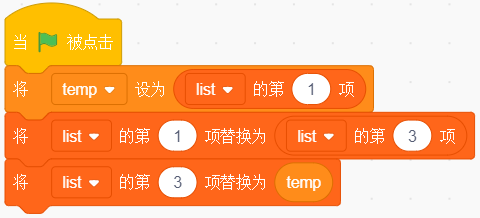 当 被点击
将 temp 设为 list 的第 1 项
将 list 的第 1 项替换为 list 的第 3 项
将 list 的第 3 项替换为 temp